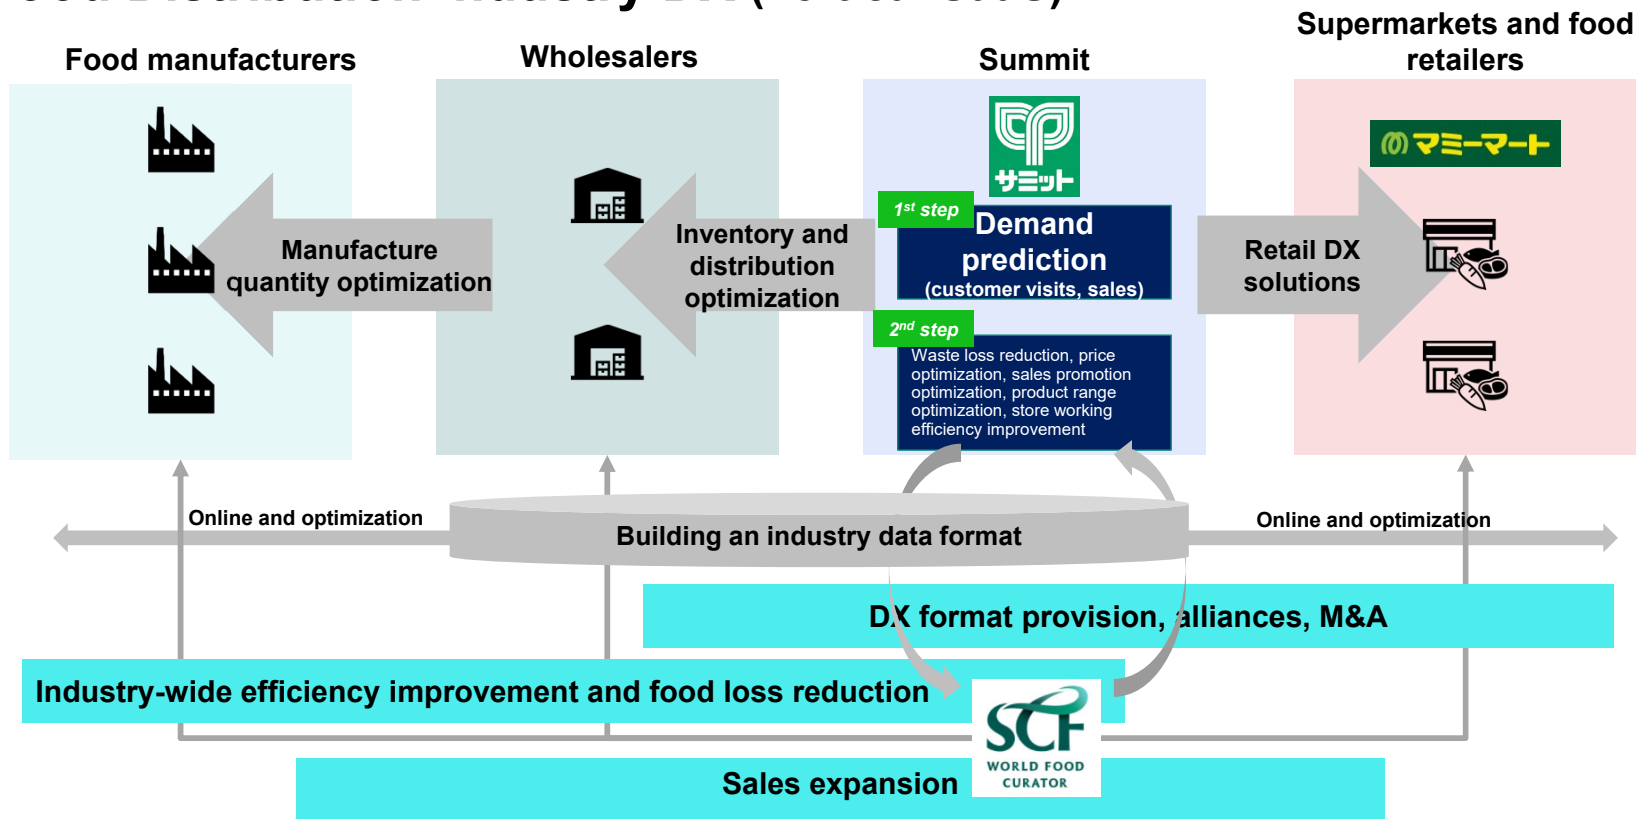 Food manufacturers
Wholesalers
Summit
Supermarkets and food
retailers
サミット
マミーマート
1st step
Demand
prediction
(customer visits, sales)
Manufacture
quantity optimization
Inventory and
distribution
optimization
Retail DX
solutions
2nd step
Waste loss reduction, price
optimization, sales promotion
optimization, product range
optimization, store working
efficiency improvement
Online and optimization
Building an industry data format
Online and optimization
DX format provision, alliances, M&A
Industry-wide efficiency improvement and food loss reduction
SCF
WORLD FOOD
CURATOR
Sales expansion